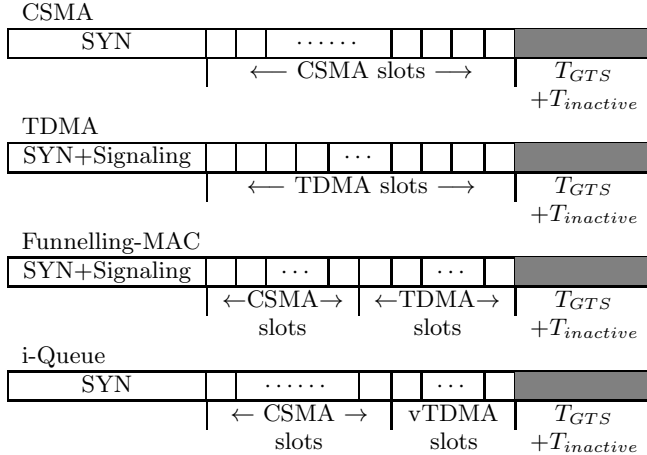 CSMA
SYN ......
← CSMA slots → T_GTS
+T_inactive
TDMA
SYN+Signaling ...
← TDMA slots → T_GTS
+T_inactive
Funnelling-MAC
SYN+Signaling ... ...
←CSMA→ ←TDMA→ T_GTS
slots slots +T_inactive
i-Queue
SYN ...... ...
← CSMA → vTDMA T_GTS
slots slots +T_inactive